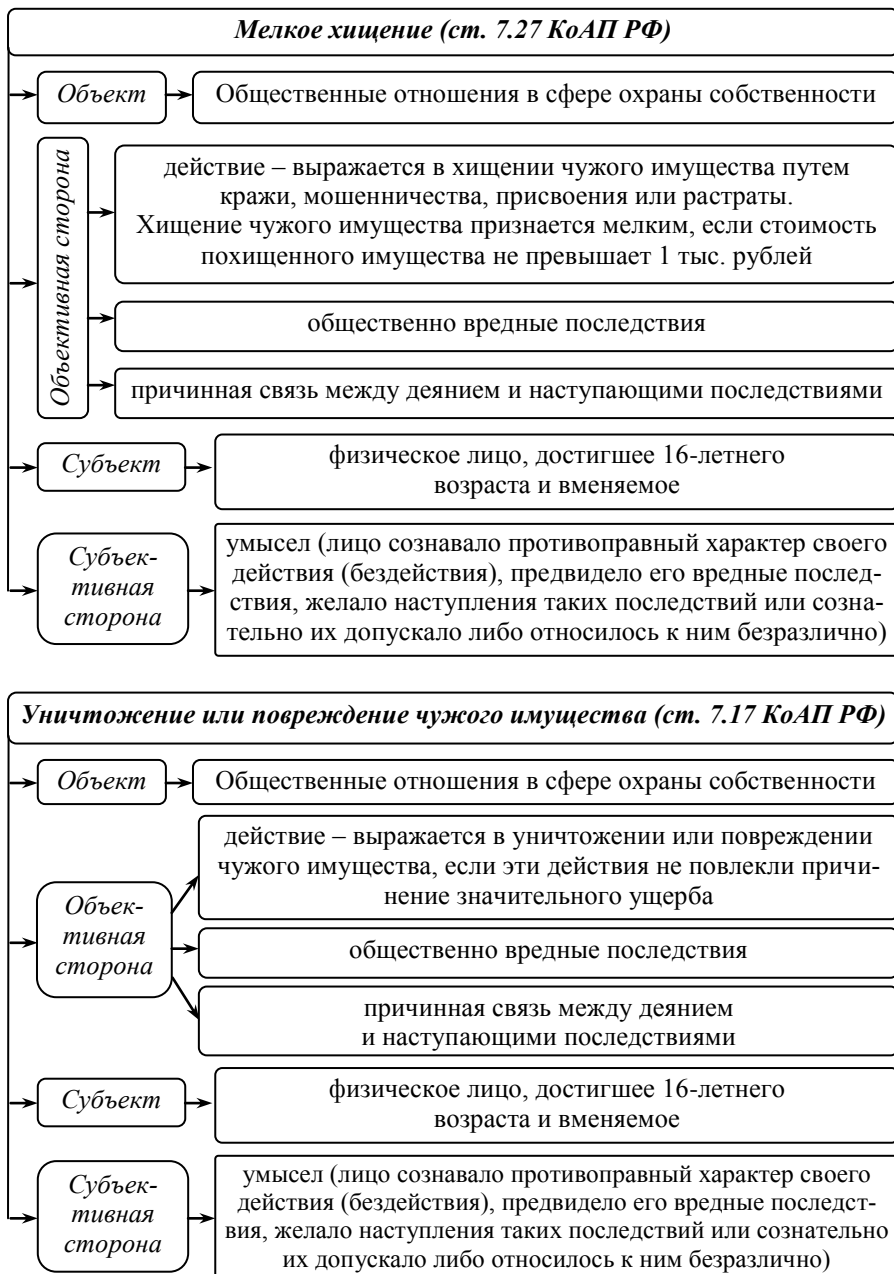 Мелкое хищение (ст. 7.27 КоАП РФ)
Объект
Общественные отношения в сфере охраны собственности
Объективная сторона
действие – выражается в хищении чужого имущества путем
кражи, мошенничества, присвоения или растраты.
Хищение чужого имущества признается мелким, если стоимость
похищенного имущества не превышает 1 тыс. рублей
общественно вредные последствия
причинная связь между деянием и наступающими последствиями
Субъект
физическое лицо, достигшее 16-летнего
возраста и вменяемое
Субъек-
тивная
сторона
умысел (лицо сознавало противоправный характер своего
действия (бездействия), предвидело его вредные послед-
ствия, желало наступления таких последствий или созна-
тельно их допускало либо относилось к ним безразлично)
Уничтожение или повреждение чужого имущества (ст. 7.17 КоАП РФ)
Объект
Общественные отношения в сфере охраны собственности
Объек-
тивная
сторона
действие – выражается в уничтожении или повреждении
чужого имущества, если эти действия не повлекли причи-
нение значительного ущерба
общественно вредные последствия
причинная связь между деянием
и наступающими последствиями
Субъект
физическое лицо, достигшее 16-летнего
возраста и вменяемое
Субъек-
тивная
сторона
умысел (лицо сознавало противоправный характер своего
действия (бездействия), предвидело его вредные последст-
вия, желало наступления таких последствий или сознательно
их допускало либо относилось к ним безразлично)